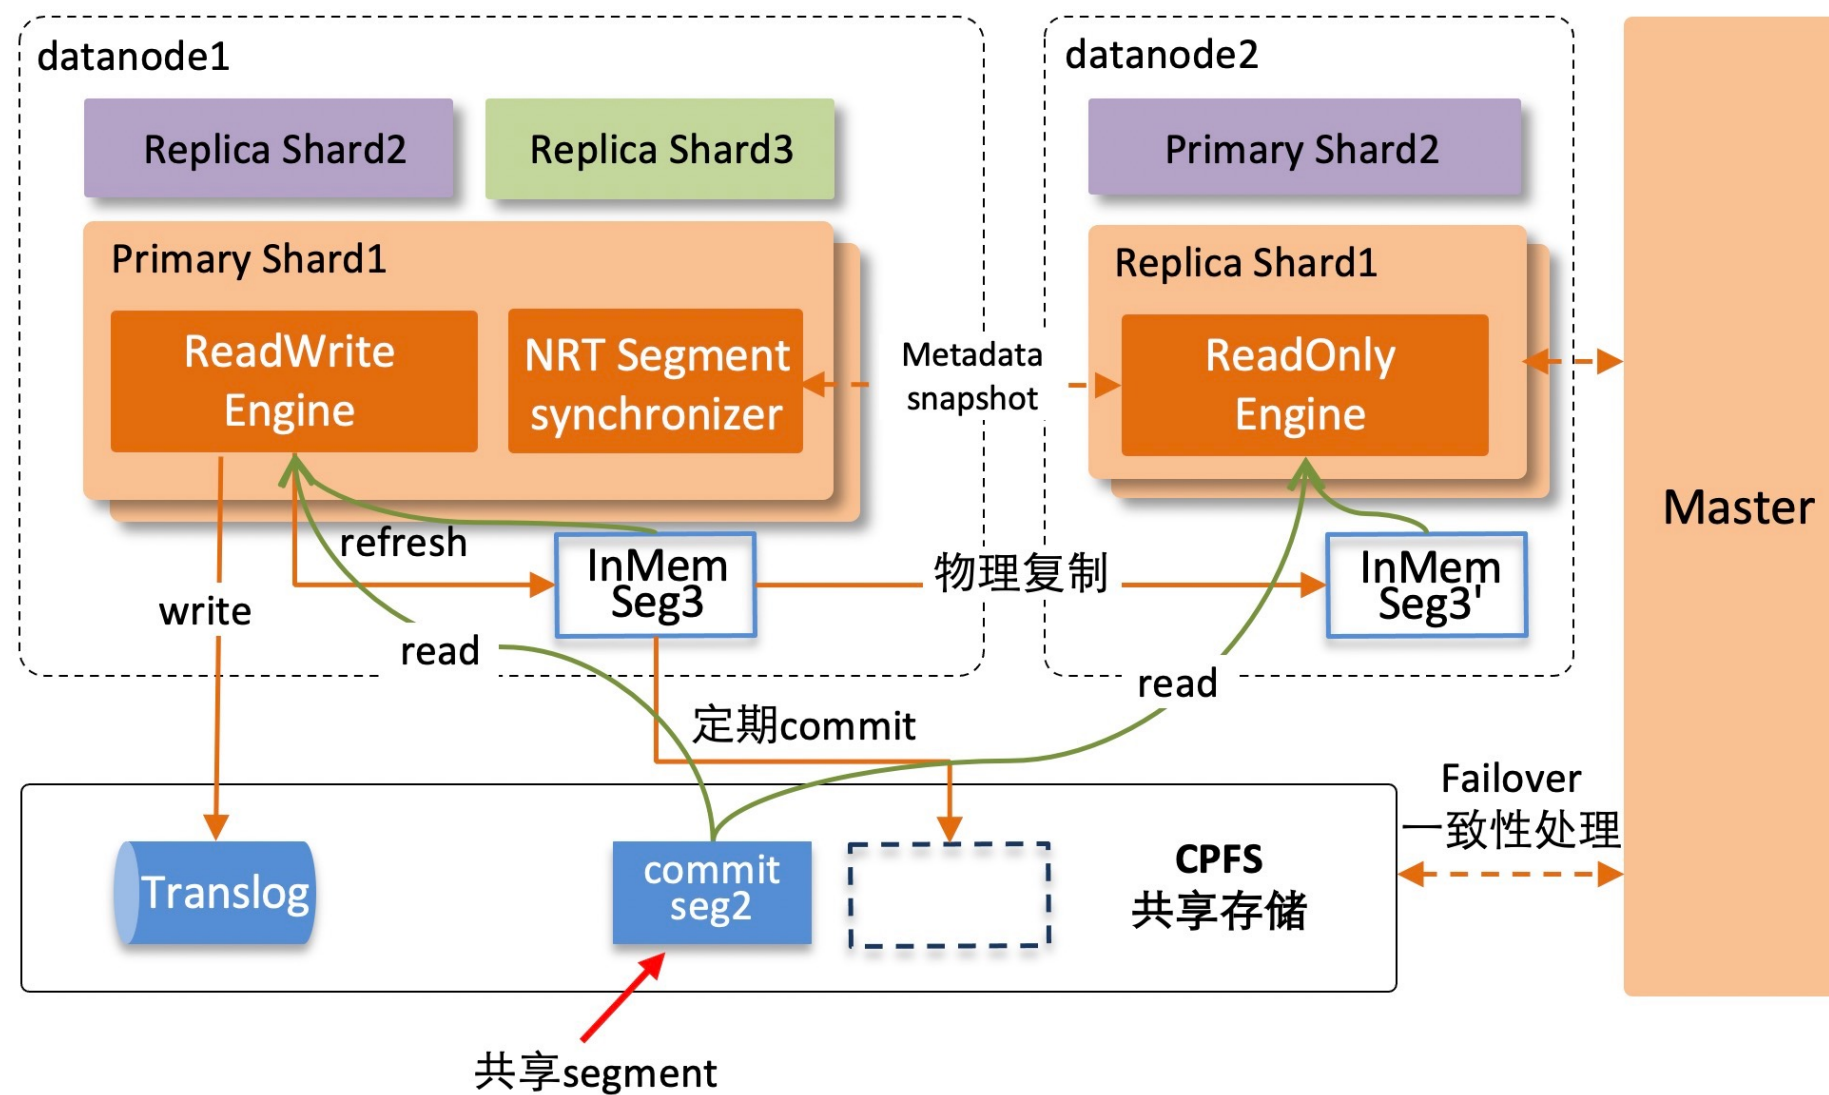 datanode1
Replica Shard2
Replica Shard3
Primary Shard1
ReadWrite
Engine
NRT Segment
synchronizer
Metadata
snapshot
datanode2
Primary Shard2
Replica Shard1
ReadOnly
Engine
Master
refresh
InMem
Seg3
物理复制
InMem
Seg3'
write
read
read
定期commit
Failover
一致性处理
Translog
commit
seg2
CPFS
共享存储
共享segment